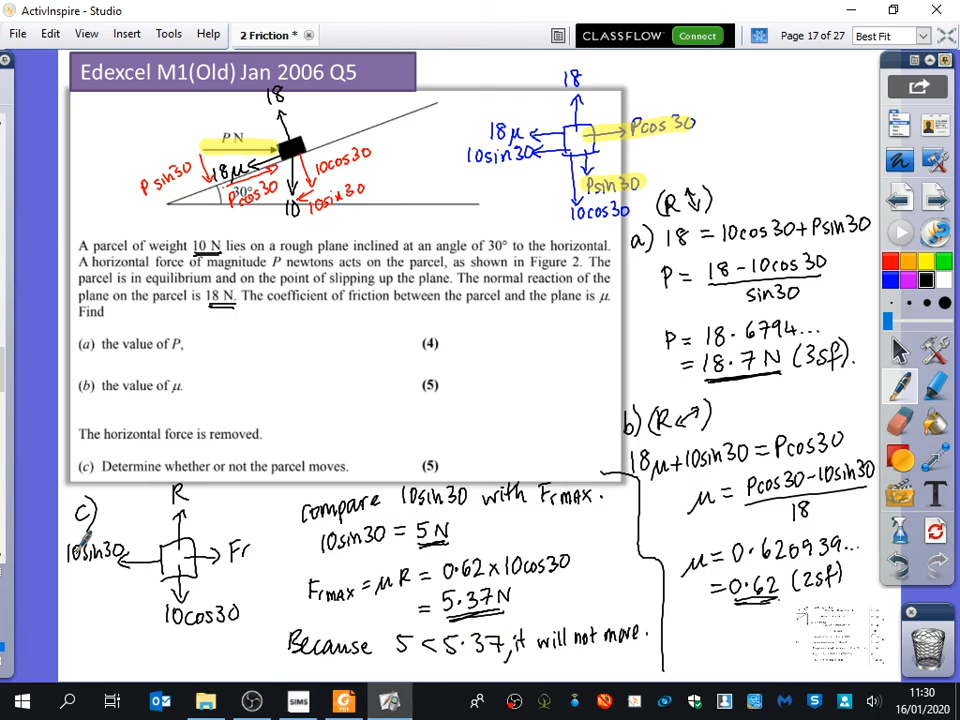 ActivInspire - Studio
File Edit View Insert Tools Help
2 Friction *
CLASSFLOW Connect
Page 17 of 27
Best Fit
Edexcel M1(Old) Jan 2006 Q5
18
P N
18μ
P sin30
Pcos30
30°
10
10cos30
10sin30
18
18μ
10sin30
Pcos 30
Psin30
10cos30
A parcel of weight 10 N lies on a rough plane inclined at an angle of 30° to the horizontal.
A horizontal force of magnitude P newtons acts on the parcel, as shown in Figure 2. The
parcel is in equilibrium and on the point of slipping up the plane. The normal reaction of the
plane on the parcel is 18 N. The coefficient of friction between the parcel and the plane is μ.
Find
(a) the value of P, (4)
(b) the value of μ. (5)
The horizontal force is removed.
(c) Determine whether or not the parcel moves. (5)
(R ↕)
a) 18 = 10cos30+Psin30
P = 18 - 10cos 30
sin30
P = 18.6794...
= 18.7 N (3sf).
b) (R ↔)
18μ+10sin30 = Pcos30
μ = Pcos30-10sin30
18
μ = 0.620939...
= 0.62 (2sf)
c)
R
10sin30
Fr
10cos30
compare 10sin30 with FrMAX.
10sin30 = 5N
FrMAX = μR = 0.62×10cos30
= 5.37N
Because 5 < 5.37, it will not move.
SIMS
11:30
16/01/2020